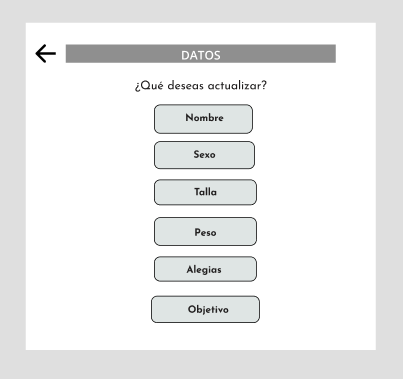 DATOS
¿Qué deseas actualizar?
Nombre
Sexo
Talla
Peso
Alegias
Objetivo